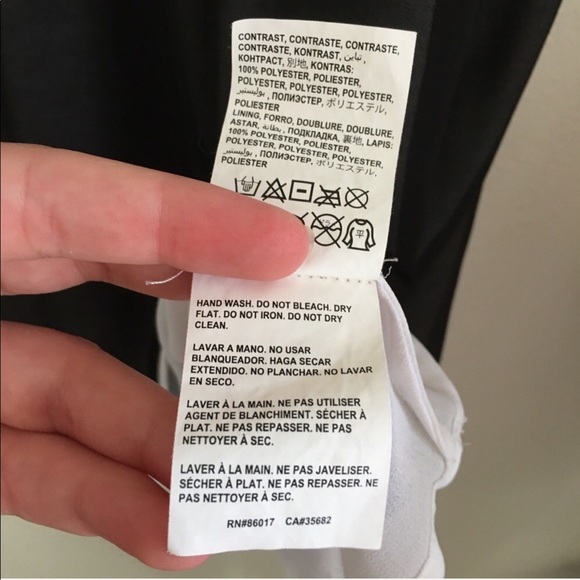 CONTRAST, CONTRASTE, CONTRASTE,
CONTRASTE, KONTRAST, تباين,
КОНТРАСТ, 別地, KONTRAS:
100% POLYESTER, POLIESTER,
POLYESTER, POLYESTER, POLYESTER,
بوليستير, ПОЛИЭСТЕР, ポリエステル,
POLIESTER
LINING, FORRO, DOUBLURE, DOUBLURE,
ASTAR, بطانة, ПОДКЛАДКА, 裏地, LAPIS:
100% POLYESTER, POLIESTER,
POLYESTER, POLYESTER, POLYESTER,
بوليستير, ПОЛИЭСТЕР, ポリエステル,
POLIESTER
平
HAND WASH. DO NOT BLEACH. DRY
FLAT. DO NOT IRON. DO NOT DRY
CLEAN.
LAVAR A MANO. NO USAR
BLANQUEADOR. HAGA SECAR
EXTENDIDO. NO PLANCHAR. NO LAVAR
EN SECO.
LAVER À LA MAIN. NE PAS UTILISER
AGENT DE BLANCHIMENT. SÉCHER À
PLAT. NE PAS REPASSER. NE PAS
NETTOYER À SEC.
LAVER À LA MAIN. NE PAS JAVELISER.
SÉCHER À PLAT. NE PAS REPASSER. NE
PAS NETTOYER À SEC.
RN#86017 CA#35682